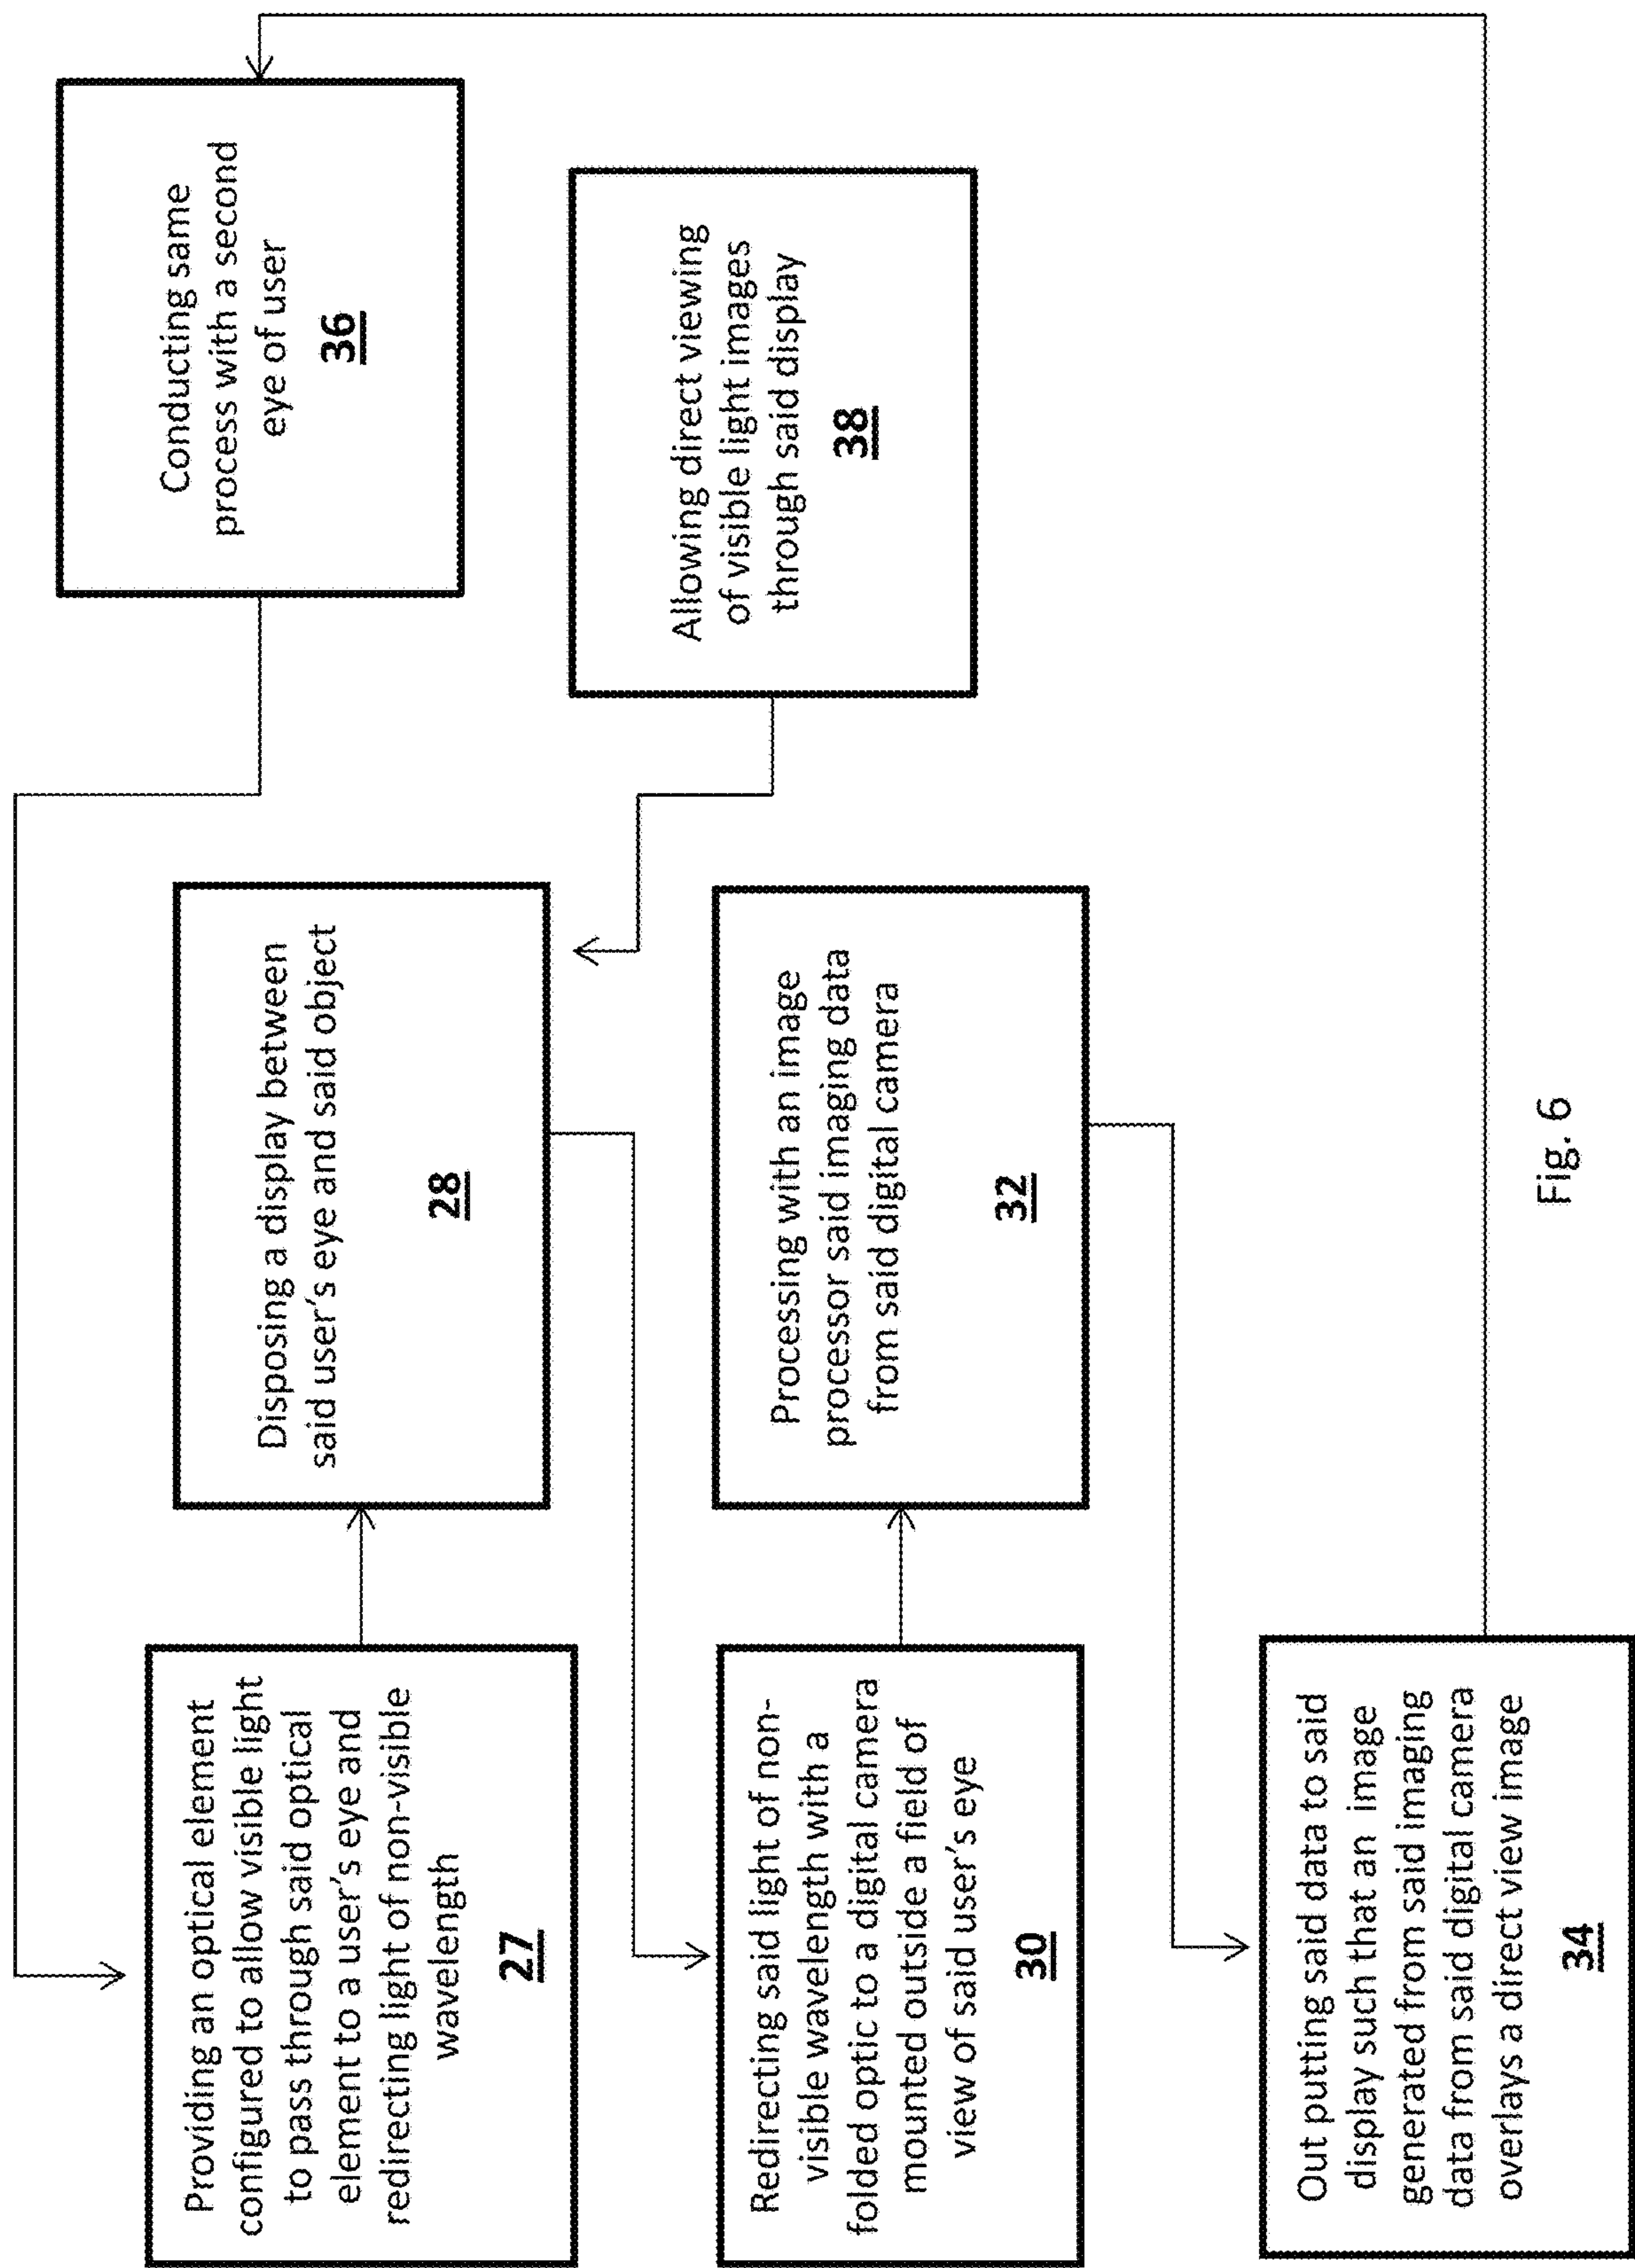 Providing an optical element
configured to allow visible light
to pass through said optical
element to a user's eye and
redirecting light of non-visible
wavelength
27
Disposing a display between
said user's eye and said object
28
Conducting same
process with a second
eye of user
36
Redirecting said light of non-
visible wavelength with a
folded optic to a digital camera
mounted outside a field of
view of said user's eye
30
Processing with an image
processor said imaging data
from said digital camera
32
Allowing direct viewing
of visible light images
through said display
38
Out putting said data to said
display such that an image
generated from said imaging
data from said digital camera
overlays a direct view image
34
Fig. 6